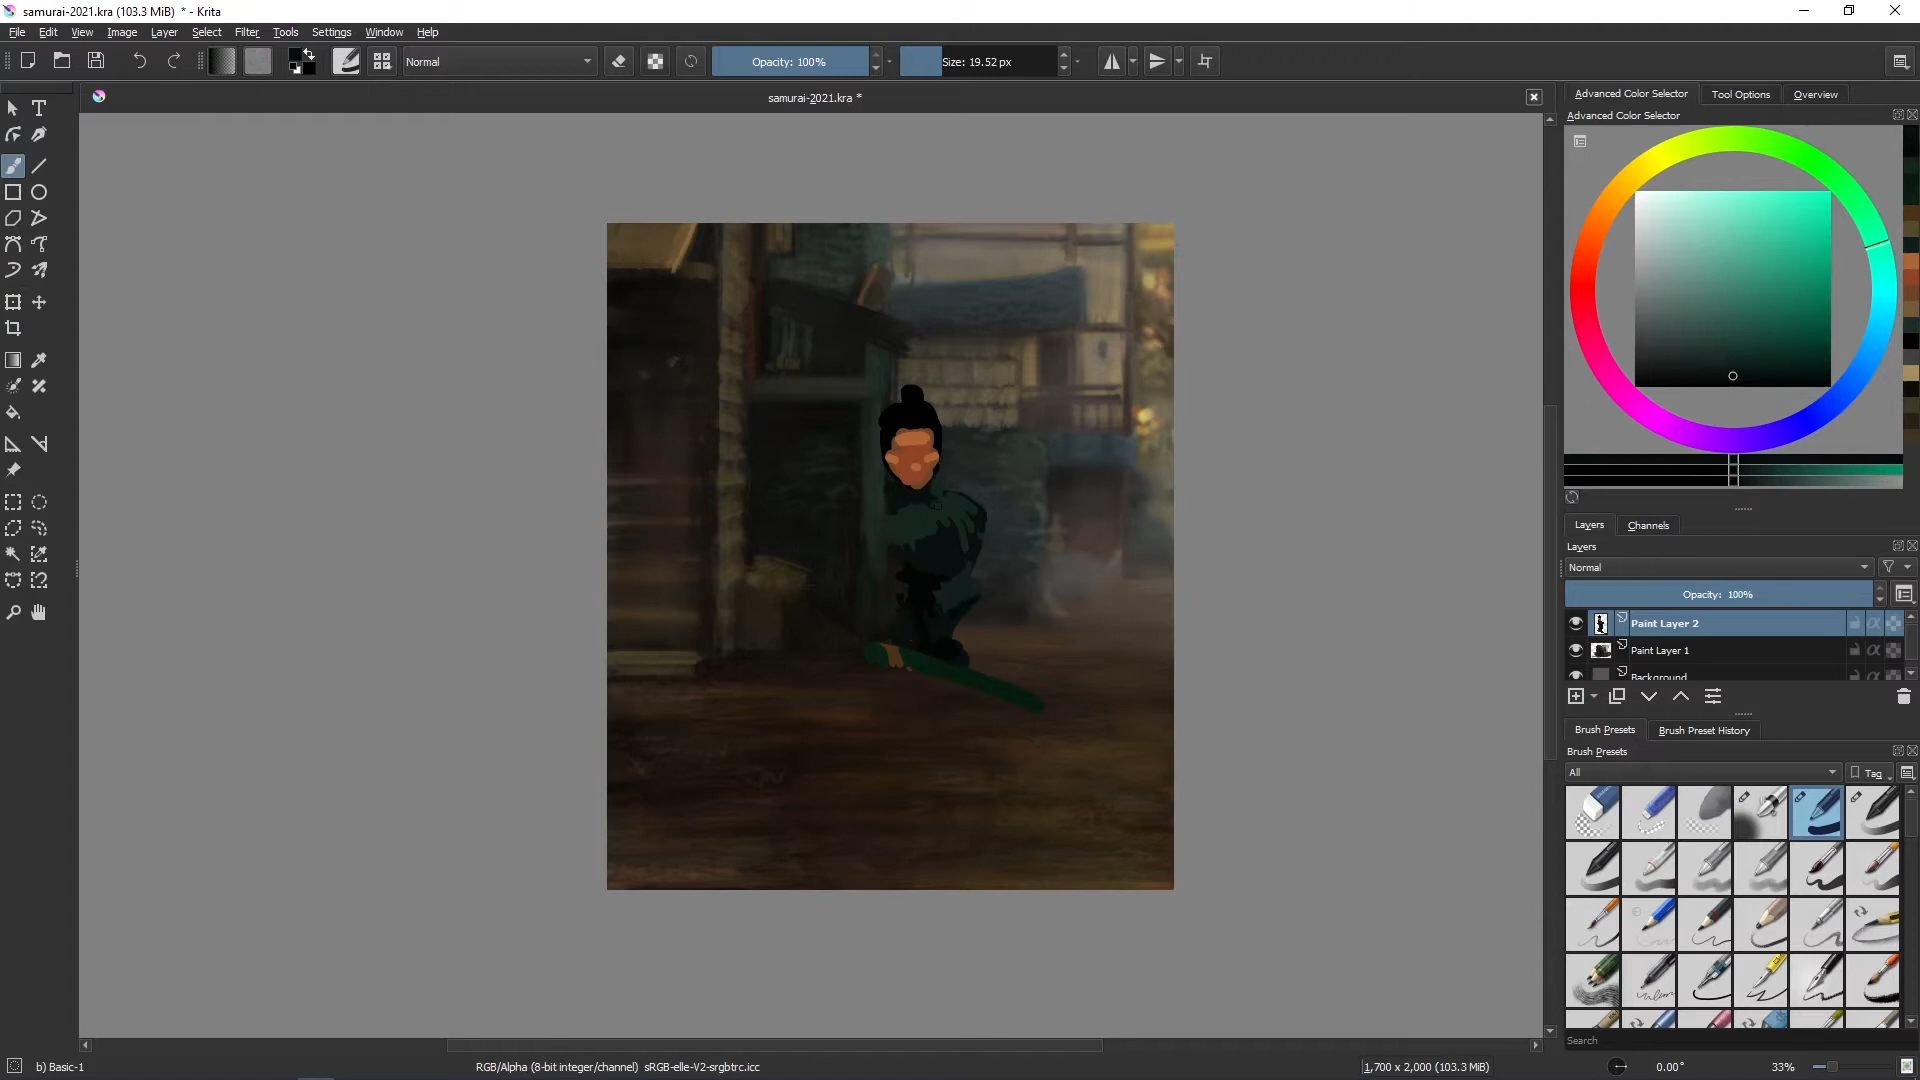 samurai-2021.kra (103.3 MiB) * - Krita
File Edit View Image Layer Select Filter Tools Settings Window Help
Normal
Opacity: 100%
Size: 19.52 px
samurai-2021.kra *
Advanced Color Selector Tool Options Overview
Advanced Color Selector
Layers Channels
Layers
Normal
Opacity: 100%
Paint Layer 2
Paint Layer 1
Background
Brush Presets Brush Preset History
Brush Presets
All Tag
Search
b) Basic-1
RGB/Alpha (8-bit integer/channel) sRGB-elle-V2-srgbtrc.icc
1,700 x 2,000 (103.3 MiB)
0.00°
33%